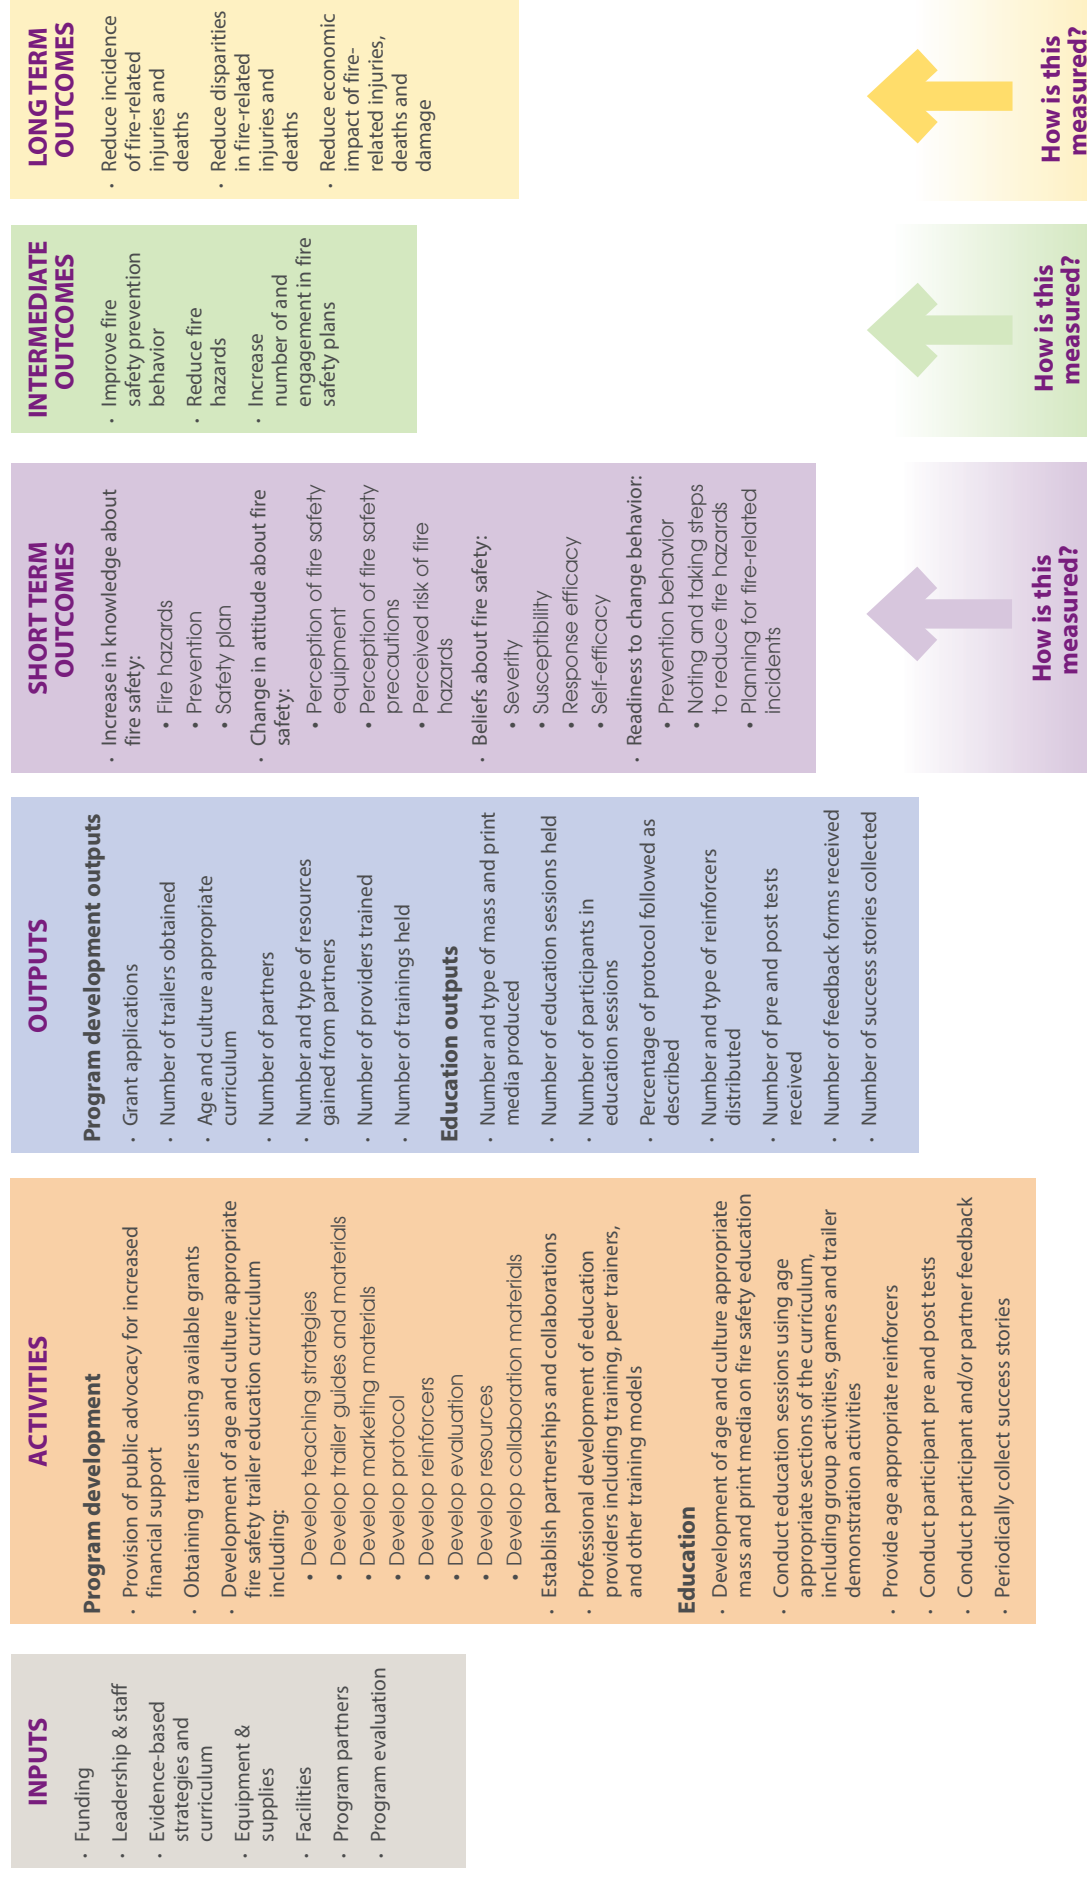 INPUTS
· Funding
· Leadership & staff
· Evidence-based
strategies and
curriculum
· Equipment &
supplies
· Facilities
· Program partners
· Program evaluation
ACTIVITIES
Program development
· Provision of public advocacy for increased
financial support
· Obtaining trailers using available grants
· Development of age and culture appropriate
fire safety trailer education curriculum
including:
• Develop teaching strategies
• Develop trailer guides and materials
• Develop marketing materials
• Develop protocol
• Develop reinforcers
• Develop evaluation
• Develop resources
• Develop collaboration materials
· Establish partnerships and collaborations
· Professional development of education
providers including training, peer trainers,
and other training models
Education
· Development of age and culture appropriate
mass and print media on fire safety education
· Conduct education sessions using age
appropriate sections of the curriculum,
including group activities, games and trailer
demonstration activities
· Provide age appropriate reinforcers
· Conduct participant pre and post tests
· Conduct participant and/or partner feedback
· Periodically collect success stories
OUTPUTS
Program development outputs
· Grant applications
· Number of trailers obtained
· Age and culture appropriate
curriculum
· Number of partners
· Number and type of resources
gained from partners
· Number of providers trained
· Number of trainings held
Education outputs
· Number and type of mass and print
media produced
· Number of education sessions held
· Number of participants in
education sessions
· Percentage of protocol followed as
described
· Number and type of reinforcers
distributed
· Number of pre and post tests
received
· Number of feedback forms received
· Number of success stories collected
SHORT TERM
OUTCOMES
· Increase in knowledge about
fire safety:
• Fire hazards
• Prevention
• Safety plan
· Change in attitude about fire
safety:
• Perception of fire safety
equipment
• Perception of fire safety
precautions
• Perceived risk of fire
hazards
· Beliefs about fire safety:
• Severity
• Susceptibility
• Response efficacy
• Self-efficacy
· Readiness to change behavior:
• Prevention behavior
• Noting and taking steps
to reduce fire hazards
• Planning for fire-related
incidents
How is this
measured?
INTERMEDIATE
OUTCOMES
· Improve fire
safety prevention
behavior
· Reduce fire
hazards
· Increase
number of and
engagement in fire
safety plans
How is this
measured?
LONG TERM
OUTCOMES
· Reduce incidence
of fire-related
injuries and
deaths
· Reduce disparities
in fire-related
injuries and
deaths
· Reduce economic
impact of fire-
related injuries,
deaths and
damage
How is this
measured?